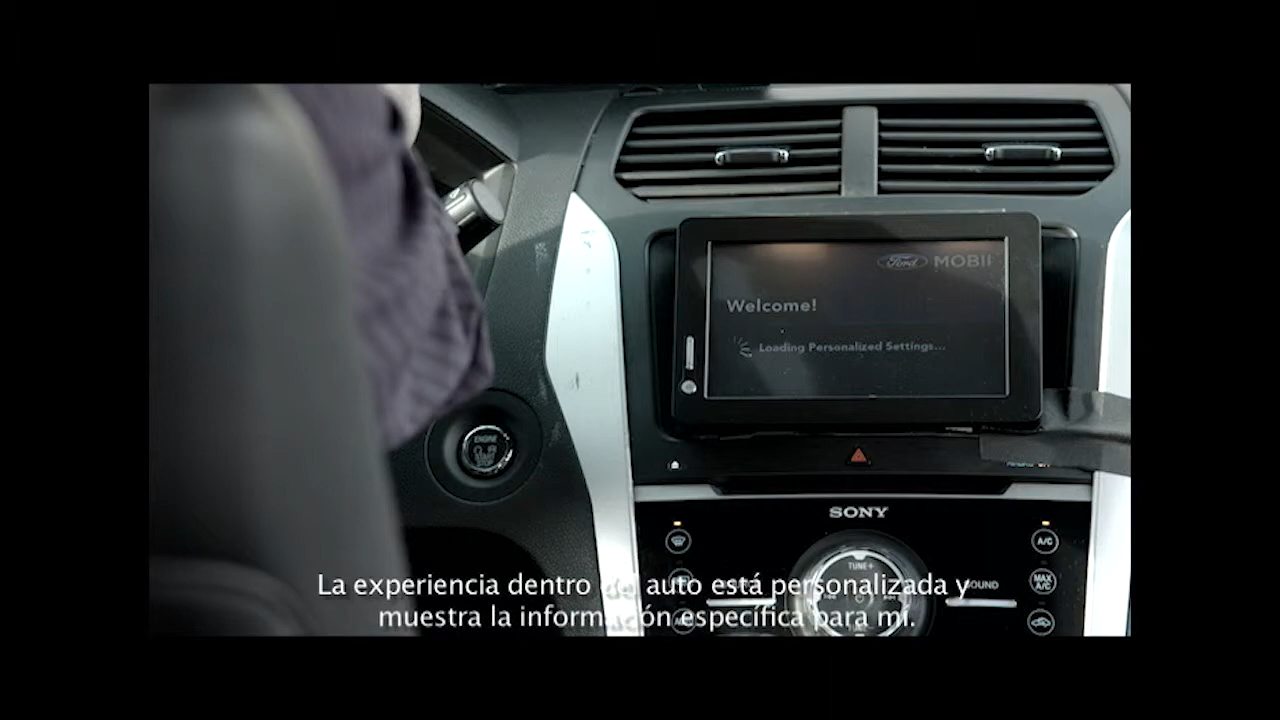 Ford MOBII
Welcome!
Loading Personalized Settings...
ENGINE
START
STOP
SONY
A/C
TUNE+
MAX
A/C
SOUND
La experiencia dentro del auto está personalizada y
muestra la información específica para mí.